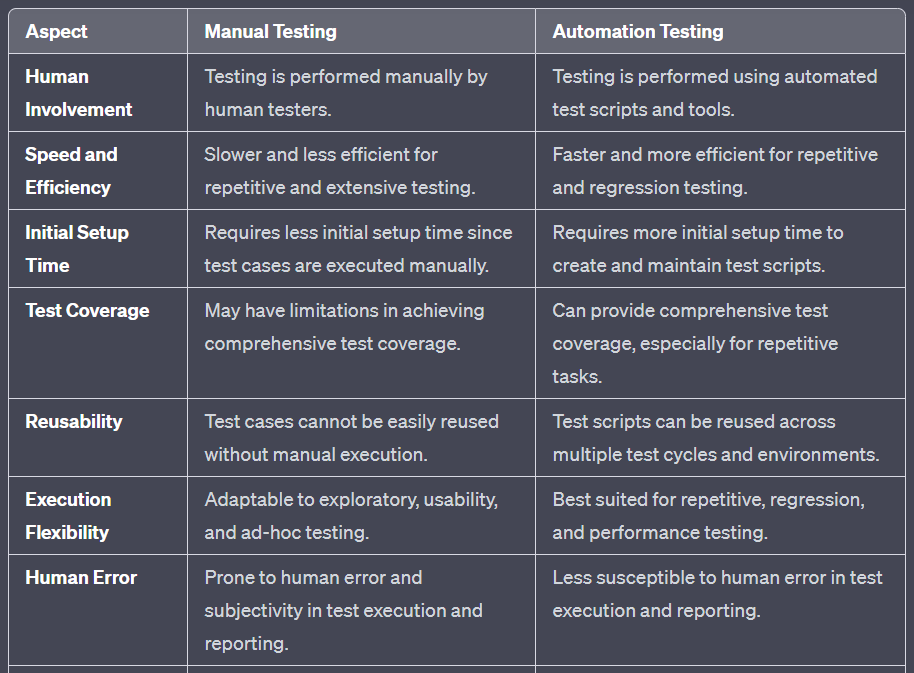 Aspect Manual Testing Automation Testing
Human Testing is performed manually by Testing is performed using automated
Involvement human testers. test scripts and tools.
Speed and Slower and less efficient for Faster and more efficient for repetitive
Efficiency repetitive and extensive testing. and regression testing.
Initial Setup Requires less initial setup time since Requires more initial setup time to
Time test cases are executed manually. create and maintain test scripts.
Test Coverage May have limitations in achieving Can provide comprehensive test
comprehensive test coverage. coverage, especially for repetitive
tasks.
Reusability Test cases cannot be easily reused Test scripts can be reused across
without manual execution. multiple test cycles and environments.
Execution Adaptable to exploratory, usability, Best suited for repetitive, regression,
Flexibility and ad-hoc testing. and performance testing.
Human Error Prone to human error and Less susceptible to human error in test
subjectivity in test execution and execution and reporting.
reporting.